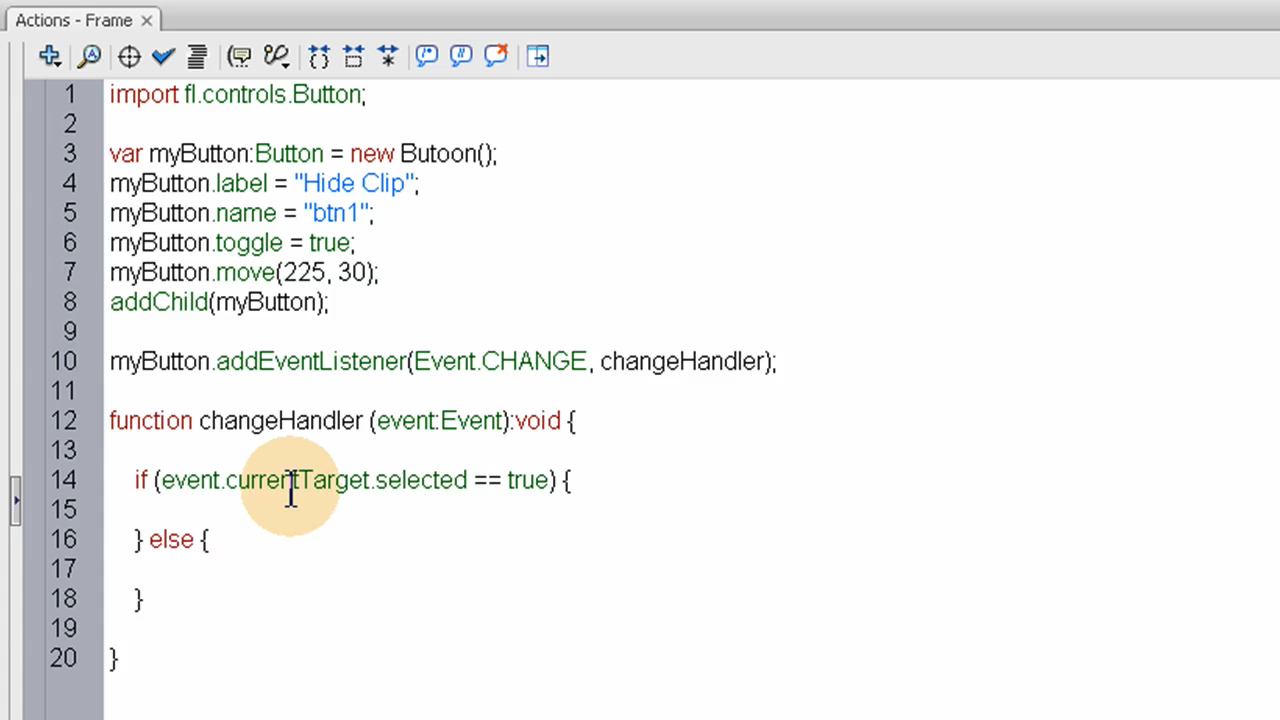 Actions - Frame
1 import fl.controls.Button;
2
3 var myButton:Button = new Butoon();
4 myButton.label = "Hide Clip";
5 myButton.name = "btn1";
6 myButton.toggle = true;
7 myButton.move(225, 30);
8 addChild(myButton);
9
10 myButton.addEventListener(Event.CHANGE, changeHandler);
11
12 function changeHandler (event:Event):void {
13
14 if (event.currentTarget.selected == true) {
15
16 } else {
17
18 }
19
20 }